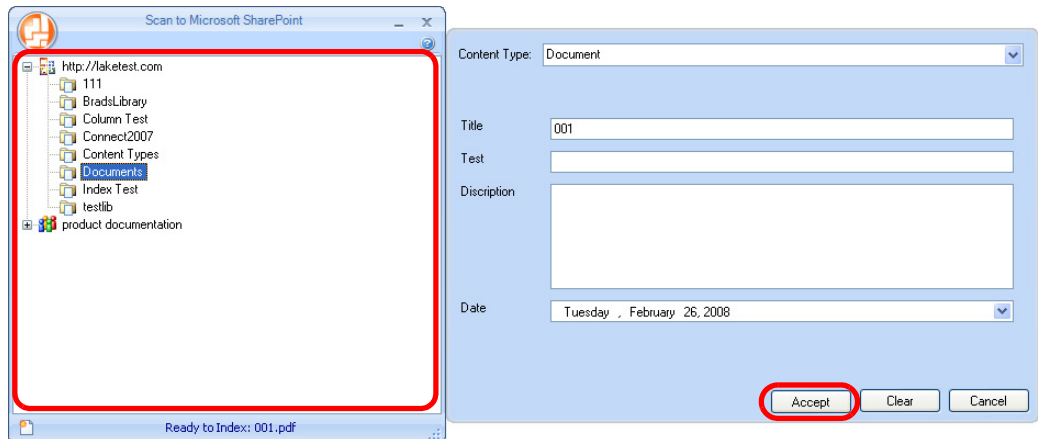 Scan to Microsoft SharePoint
http://laketest.com
111
BradsLibrary
Column Test
Connect2007
Content Types
Documents
Index Test
testlib
product documentation
Ready to Index: 001.pdf
Content Type: Document
Title 001
Test
Discription
Date Tuesday , February 26, 2008
Accept Clear Cancel